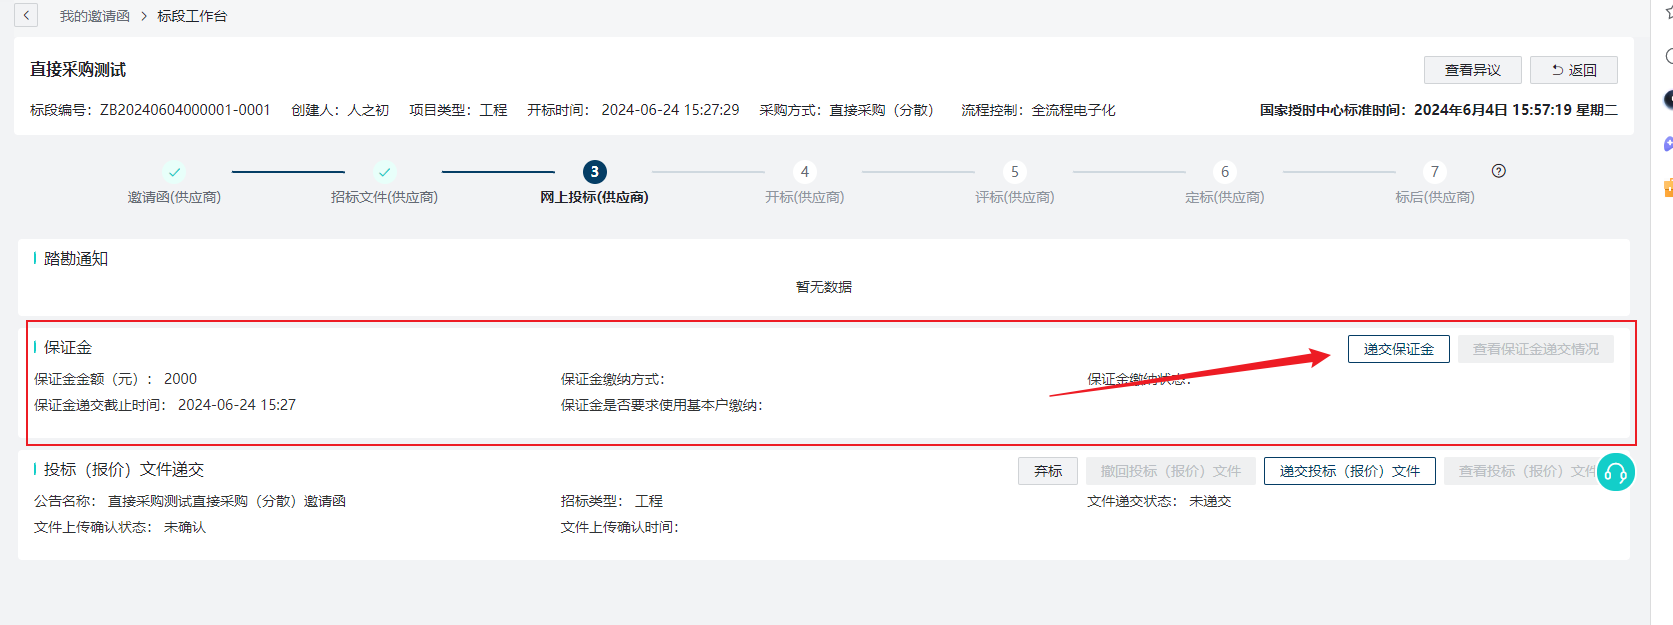 我的邀请函 > 标段工作台
直接采购测试 查看异议 返回
标段编号：ZB20240604000001-0001 创建人：人之初 项目类型：工程 开标时间： 2024-06-24 15:27:29 采购方式：直接采购（分散） 流程控制：全流程电子化 国家授时中心标准时间：2024年6月4日 15:57:19 星期二
3 4 5 6 7
邀请函(供应商) 招标文件(供应商) 网上投标(供应商) 开标(供应商) 评标(供应商) 定标(供应商) 标后(供应商)
踏勘通知
暂无数据
保证金 递交保证金 查看保证金递交情况
保证金金额（元）： 2000 保证金缴纳方式： 保证金缴纳状态：
保证金递交截止时间： 2024-06-24 15:27 保证金是否要求使用基本户缴纳：
投标（报价）文件递交 弃标 撤回投标（报价）文件 递交投标（报价）文件 查看投标（报价）文件
公告名称： 直接采购测试直接采购（分散）邀请函 招标类型： 工程 文件递交状态： 未递交
文件上传确认状态： 未确认 文件上传确认时间：